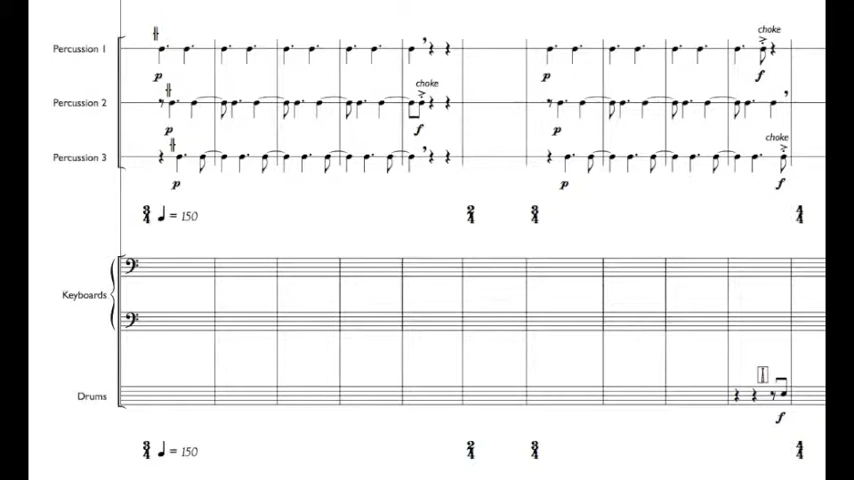 choke
Percussion 1
p
f
choke
Percussion 2
p
f
p
choke
Percussion 3
p
p
f
3/4 ♩ = 150 2/4 3/4 4/4
Keyboards
Drums
f
3/4 ♩ = 150 2/4 3/4 4/4